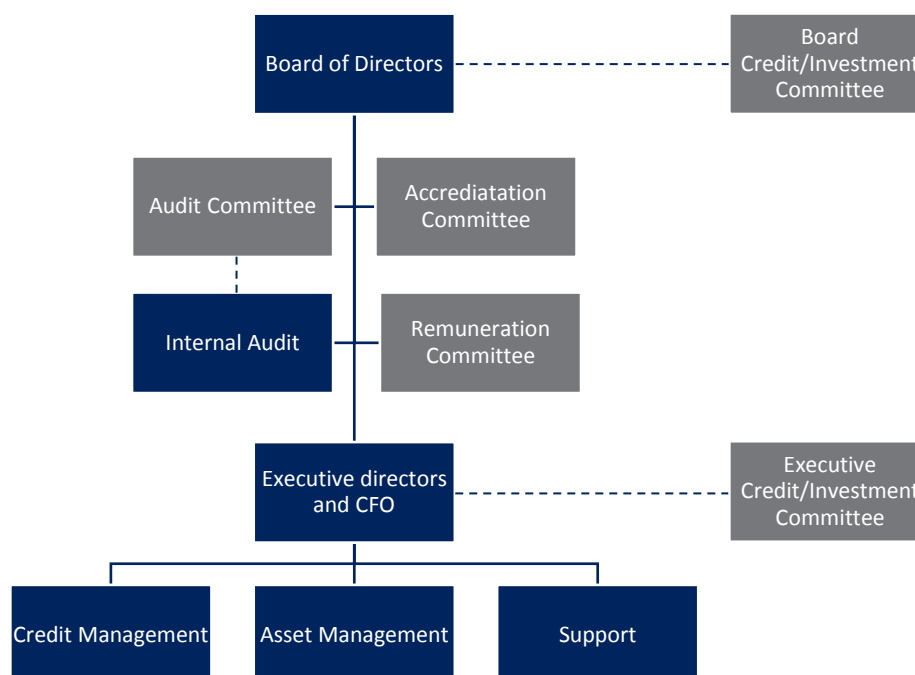 Board of Directors
Board
Credit/Investment
Committee
Audit Committee
Accrediatation
Committee
Internal Audit
Remuneration
Committee
Executive directors
and CFO
Executive
Credit/Investment
Committee
Credit Management
Asset Management
Support